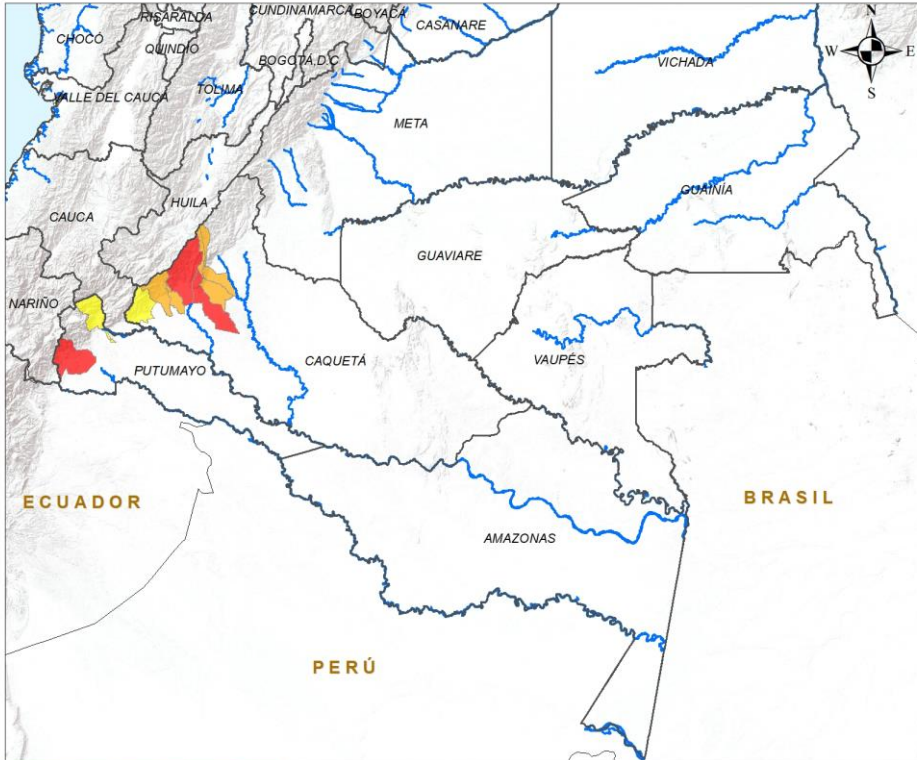 CUNDINAMARCA
BOYACÁ
RISARALDA
CASANARE
N
CHOCÓ
QUINDIO
W
E
BOGOTÁ D.C
VICHADA
TOLIMA
S
VALLE DEL CAUCA
META
GUAINÍA
HUILA
CAUCA
GUAVIARE
NARIÑO
CAQUETÁ
VAUPÉS
PUTUMAYO
ECUADOR
BRASIL
AMAZONAS
PERÚ